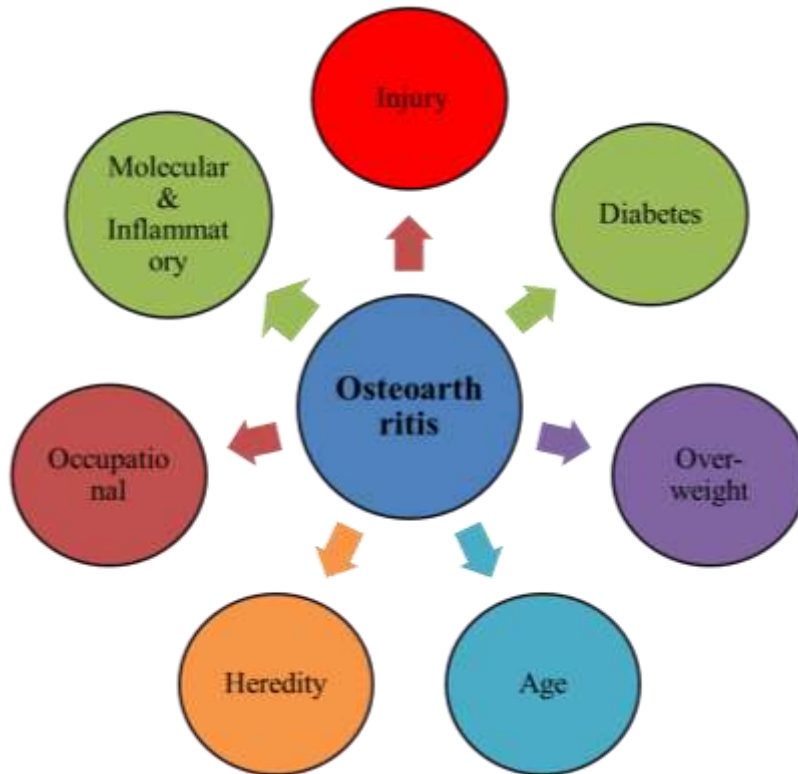 Injury
Molecular
&
Inflammat
ory
Diabetes
Osteoarth
ritis
Occupatio
nal
Over-
weight
Heredity
Age